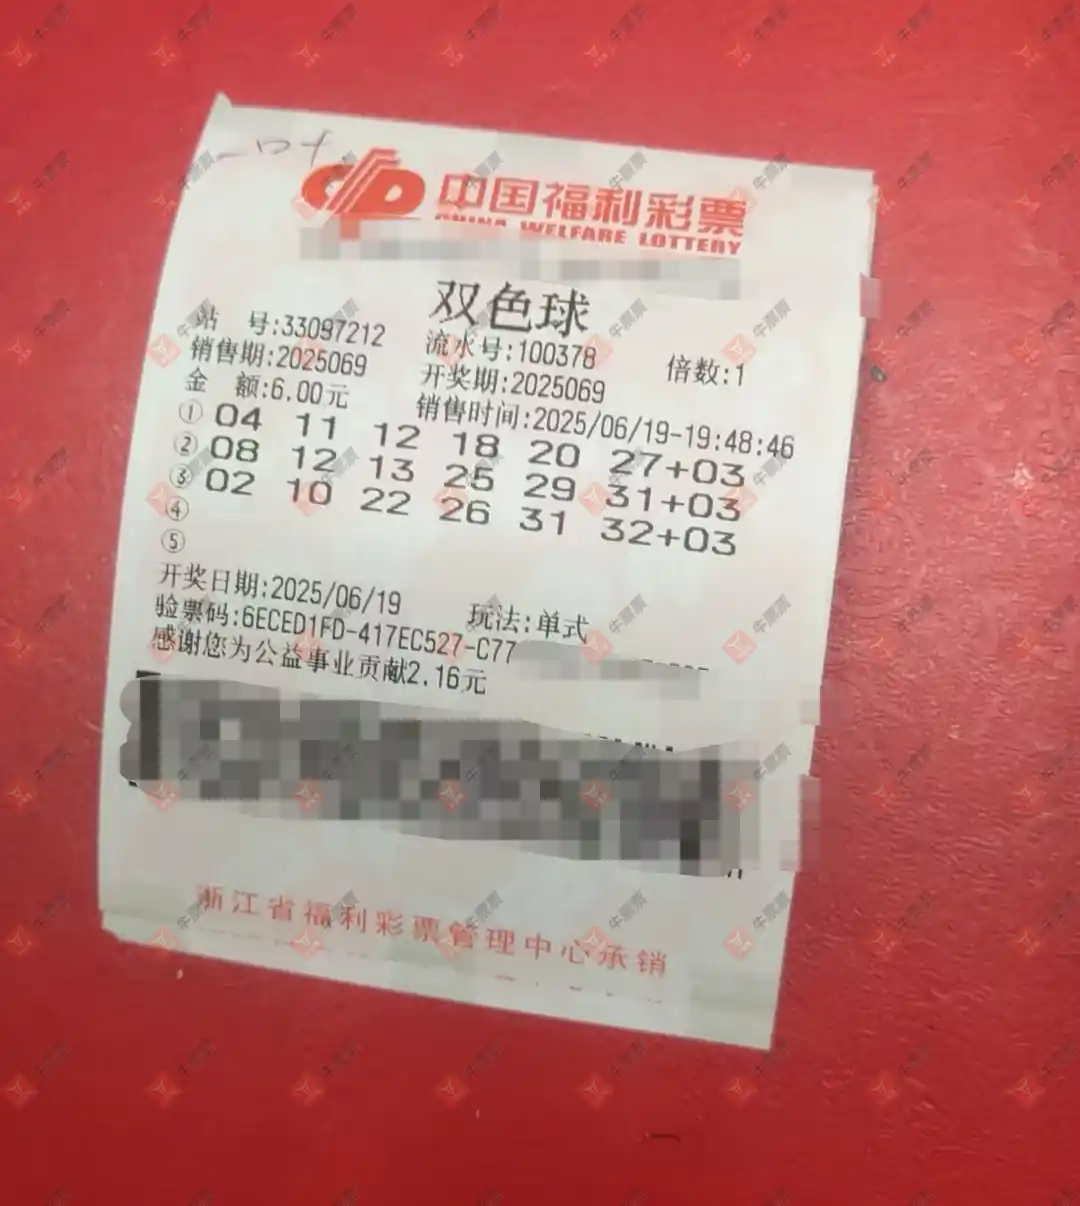 中国福利彩票
CHINA WELFARE LOTTERY
双色球
站 号:33097212 流水号:100378 倍数:1
销售期:2025069 开奖期:2025069
金 额:6.00元 销售时间:2025/06/19-19:48:46
① 04 11 12 18 20 27+03
② 08 12 13 25 29 31+03
③ 02 10 22 26 31 32+03
④
⑤
开奖日期:2025/06/19 玩法:单式
验票码:6ECED1FD-417EC527-C77
感谢您为公益事业贡献2.16元
浙江省福利彩票管理中心承销
牛票票